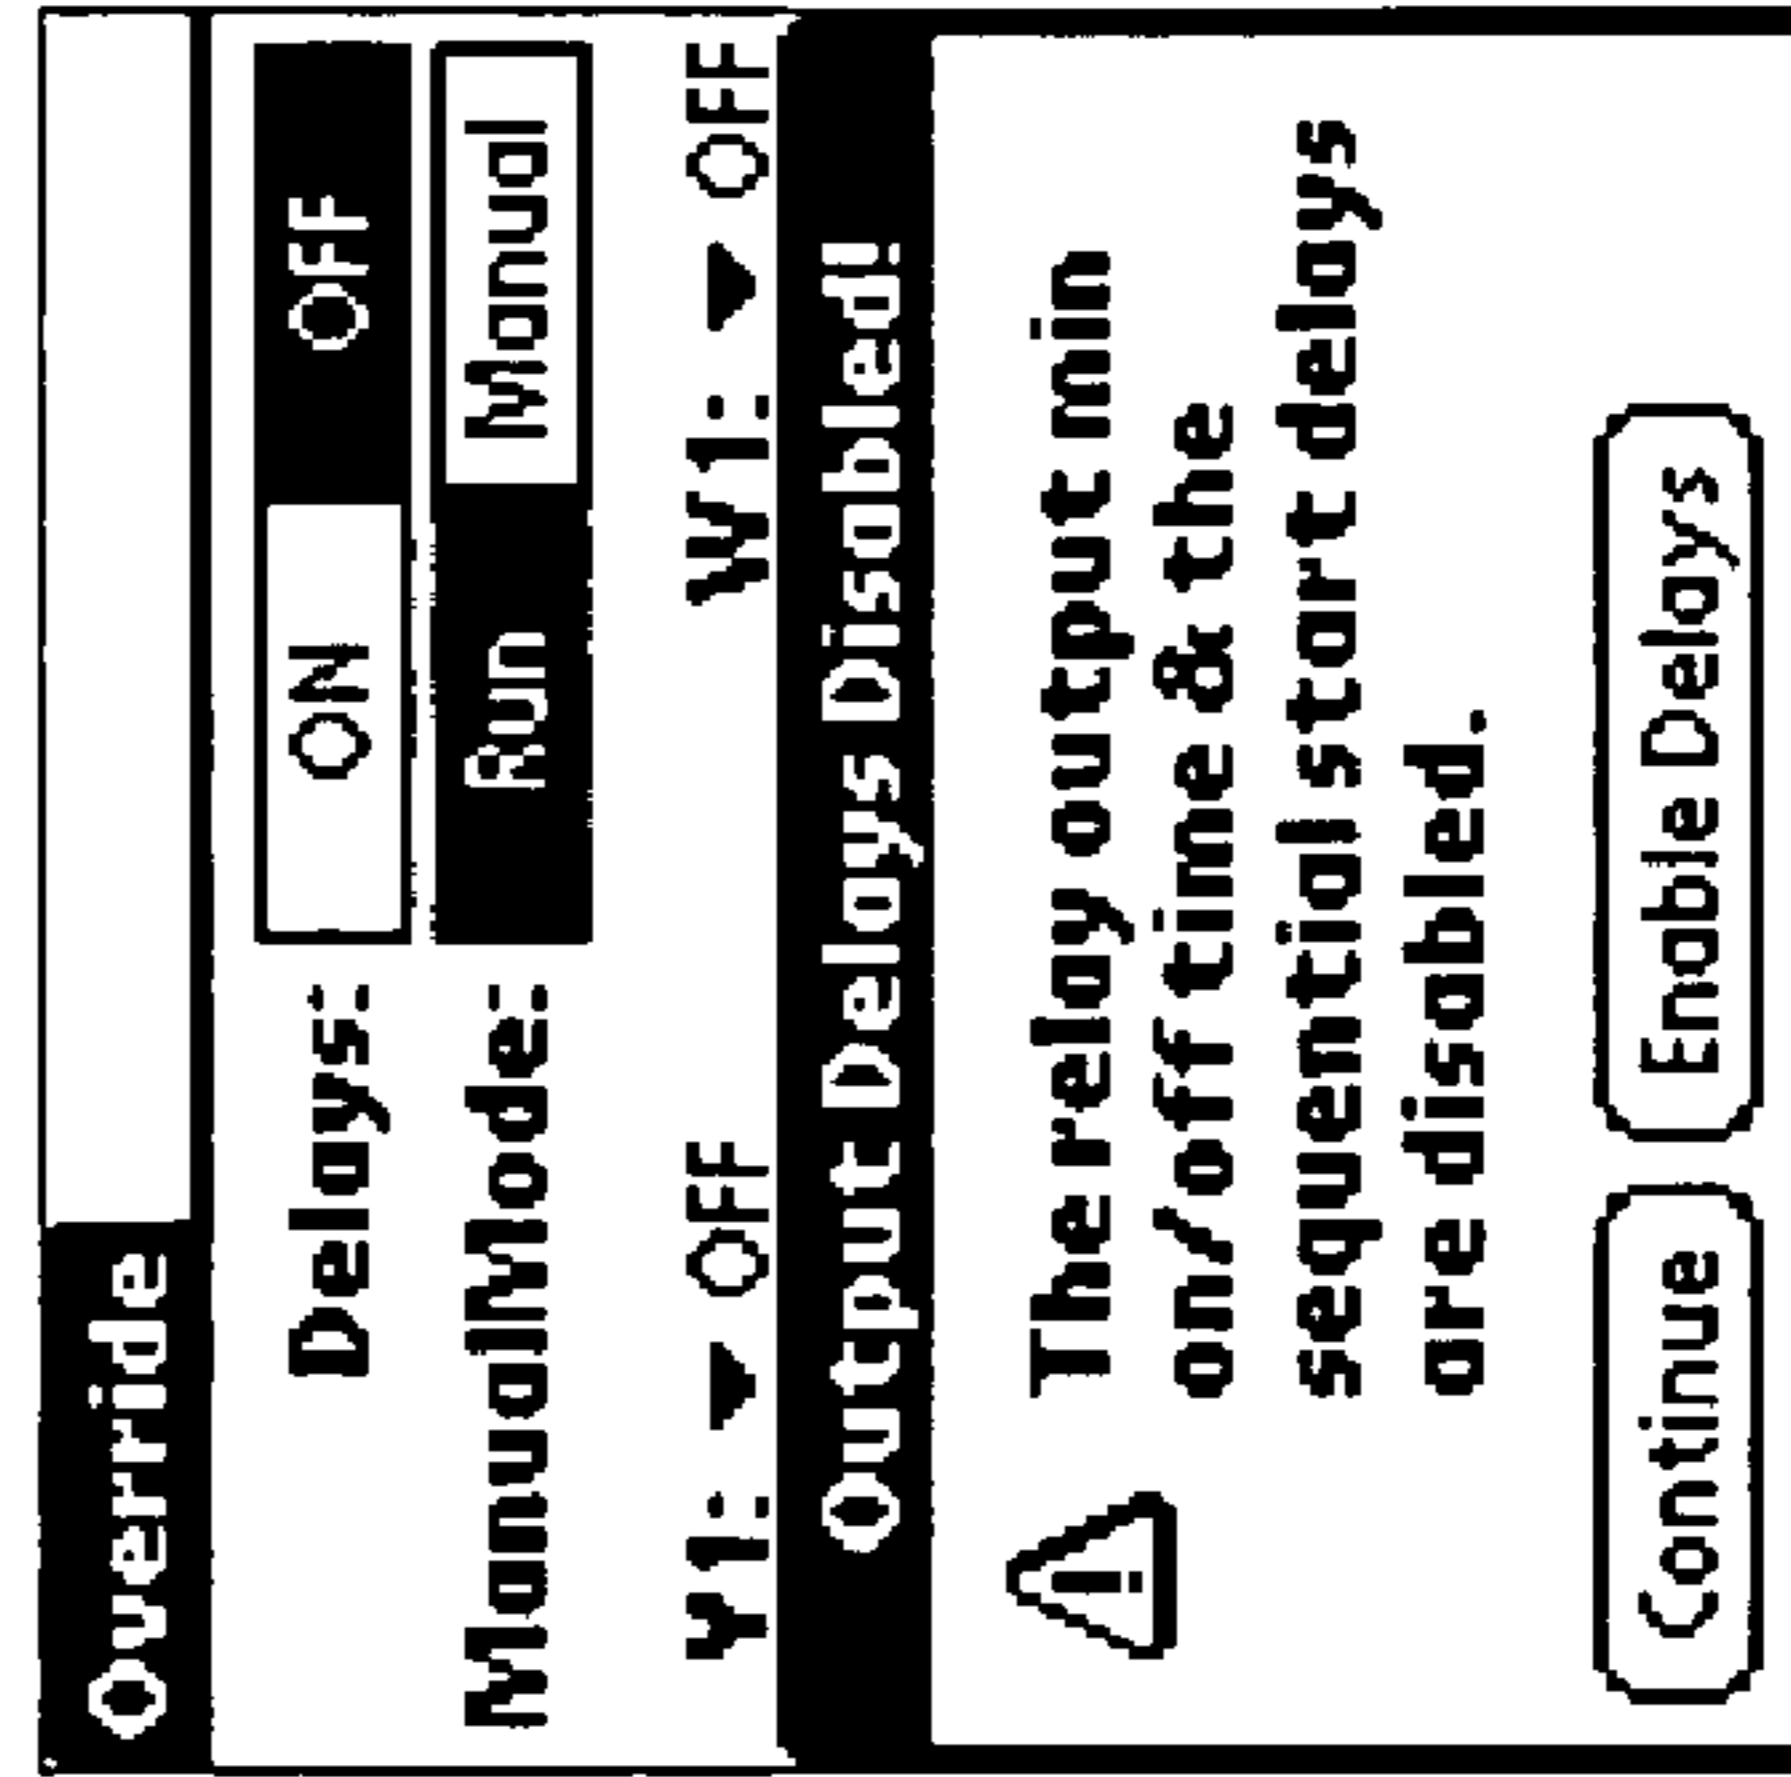 Override
Delays: ON OFF
ManualMode: Run Manual
Y1: ▼ OFF W1: ▼ OFF
Output Delays Disabled!
The relay output min
on/off time & the
sequential start delays
are disabled.
Continue Enable Delays